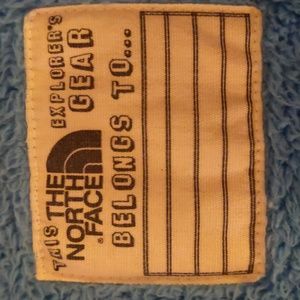 THIS
THE
NORTH
FACE
EXPLORER'S
GEAR
BELONGS TO...